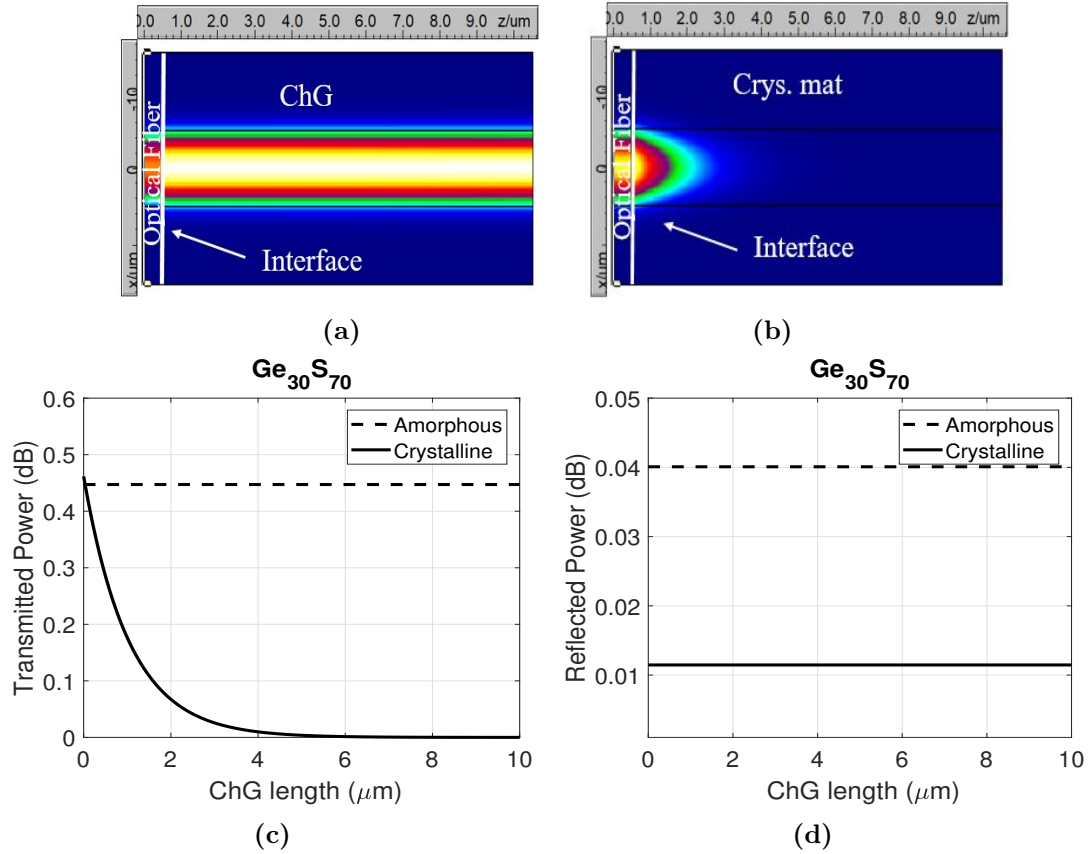 0.0 1.0 2.0 3.0 4.0 5.0 6.0 7.0 8.0 9.0 z/um
-10 0 x/um
Optical Fiber
ChG
Interface
(a)
0.0 1.0 2.0 3.0 4.0 5.0 6.0 7.0 8.0 9.0 z/um
-10 0 x/um
Optical Fiber
Crys. mat
Interface
(b)
Ge30S70
Transmitted Power (dB)
0.6
0.5
0.4
0.3
0.2
0.1
0
Amorphous
Crystalline
0 2 4 6 8 10
ChG length (μm)
(c)
Ge30S70
Reflected Power (dB)
0.05
0.04
0.03
0.02
0.01
Amorphous
Crystalline
0 2 4 6 8 10
ChG length (μm)
(d)